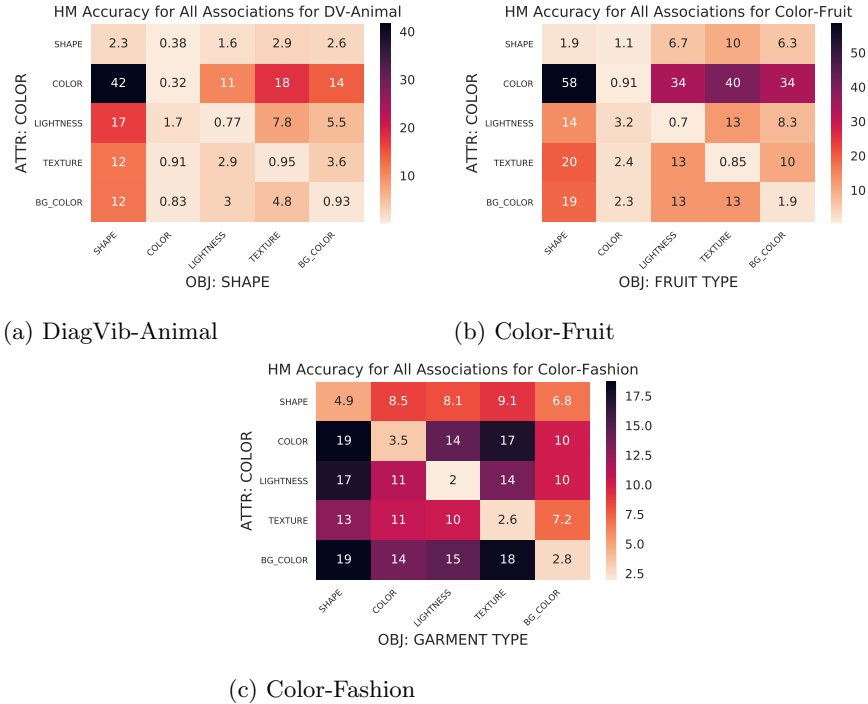 HM Accuracy for All Associations for DV-Animal
ATTR: COLOR
SHAPE 2.3 0.38 1.6 2.9 2.6
COLOR 42 0.32 11 18 14
LIGHTNESS 17 1.7 0.77 7.8 5.5
TEXTURE 12 0.91 2.9 0.95 3.6
BG_COLOR 12 0.83 3 4.8 0.93
SHAPE COLOR LIGHTNESS TEXTURE BG_COLOR
OBJ: SHAPE
40
30
20
10
(a) DiagVib-Animal
HM Accuracy for All Associations for Color-Fruit
ATTR: COLOR
SHAPE 1.9 1.1 6.7 10 6.3
COLOR 58 0.91 34 40 34
LIGHTNESS 14 3.2 0.7 13 8.3
TEXTURE 20 2.4 13 0.85 10
BG_COLOR 19 2.3 13 13 1.9
SHAPE COLOR LIGHTNESS TEXTURE BG_COLOR
OBJ: FRUIT TYPE
50
40
30
20
10
(b) Color-Fruit
HM Accuracy for All Associations for Color-Fashion
ATTR: COLOR
SHAPE 4.9 8.5 8.1 9.1 6.8
COLOR 19 3.5 14 17 10
LIGHTNESS 17 11 2 14 10
TEXTURE 13 11 10 2.6 7.2
BG_COLOR 19 14 15 18 2.8
SHAPE COLOR LIGHTNESS TEXTURE BG_COLOR
OBJ: GARMENT TYPE
17.5
15.0
12.5
10.0
7.5
5.0
2.5
(c) Color-Fashion